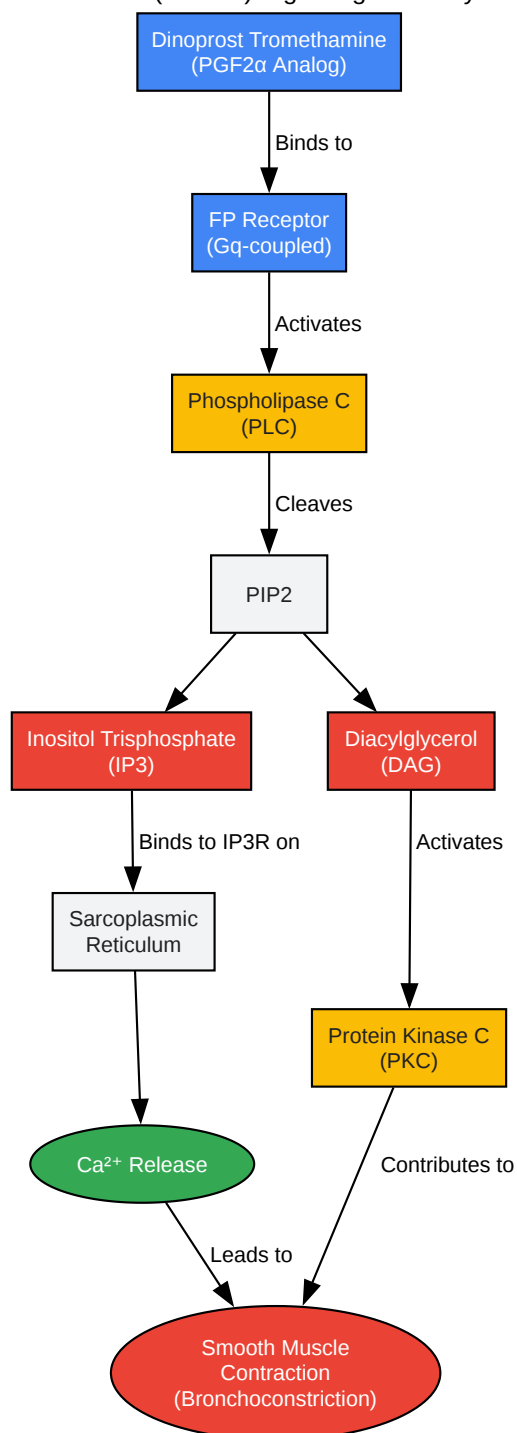 Dinoprost Tromethamine
(PGF2α Analog)
Binds to
FP Receptor
(Gq-coupled)
Activates
Phospholipase C
(PLC)
Cleaves
PIP2
Inositol Trisphosphate
(IP3)
Diacylglycerol
(DAG)
Binds to IP3R on
Activates
Sarcoplasmic
Reticulum
Protein Kinase C
(PKC)
Ca²⁺ Release
Contributes to
Leads to
Smooth Muscle
Contraction
(Bronchoconstriction)